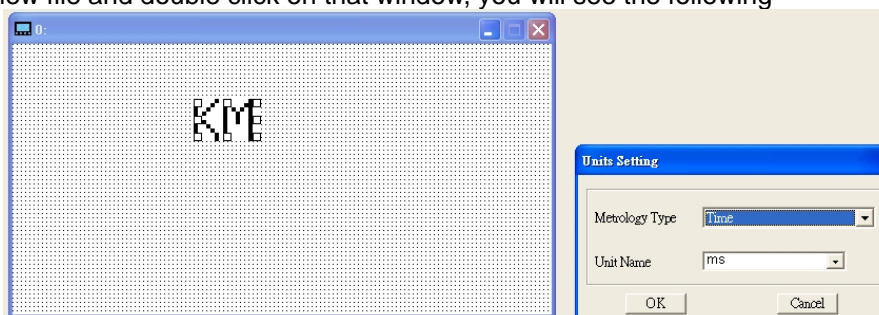 ew file and double click on that window, you will see the following
0:
KM
Units Setting
Metrology Type Time
Unit Name ms
OK Cancel